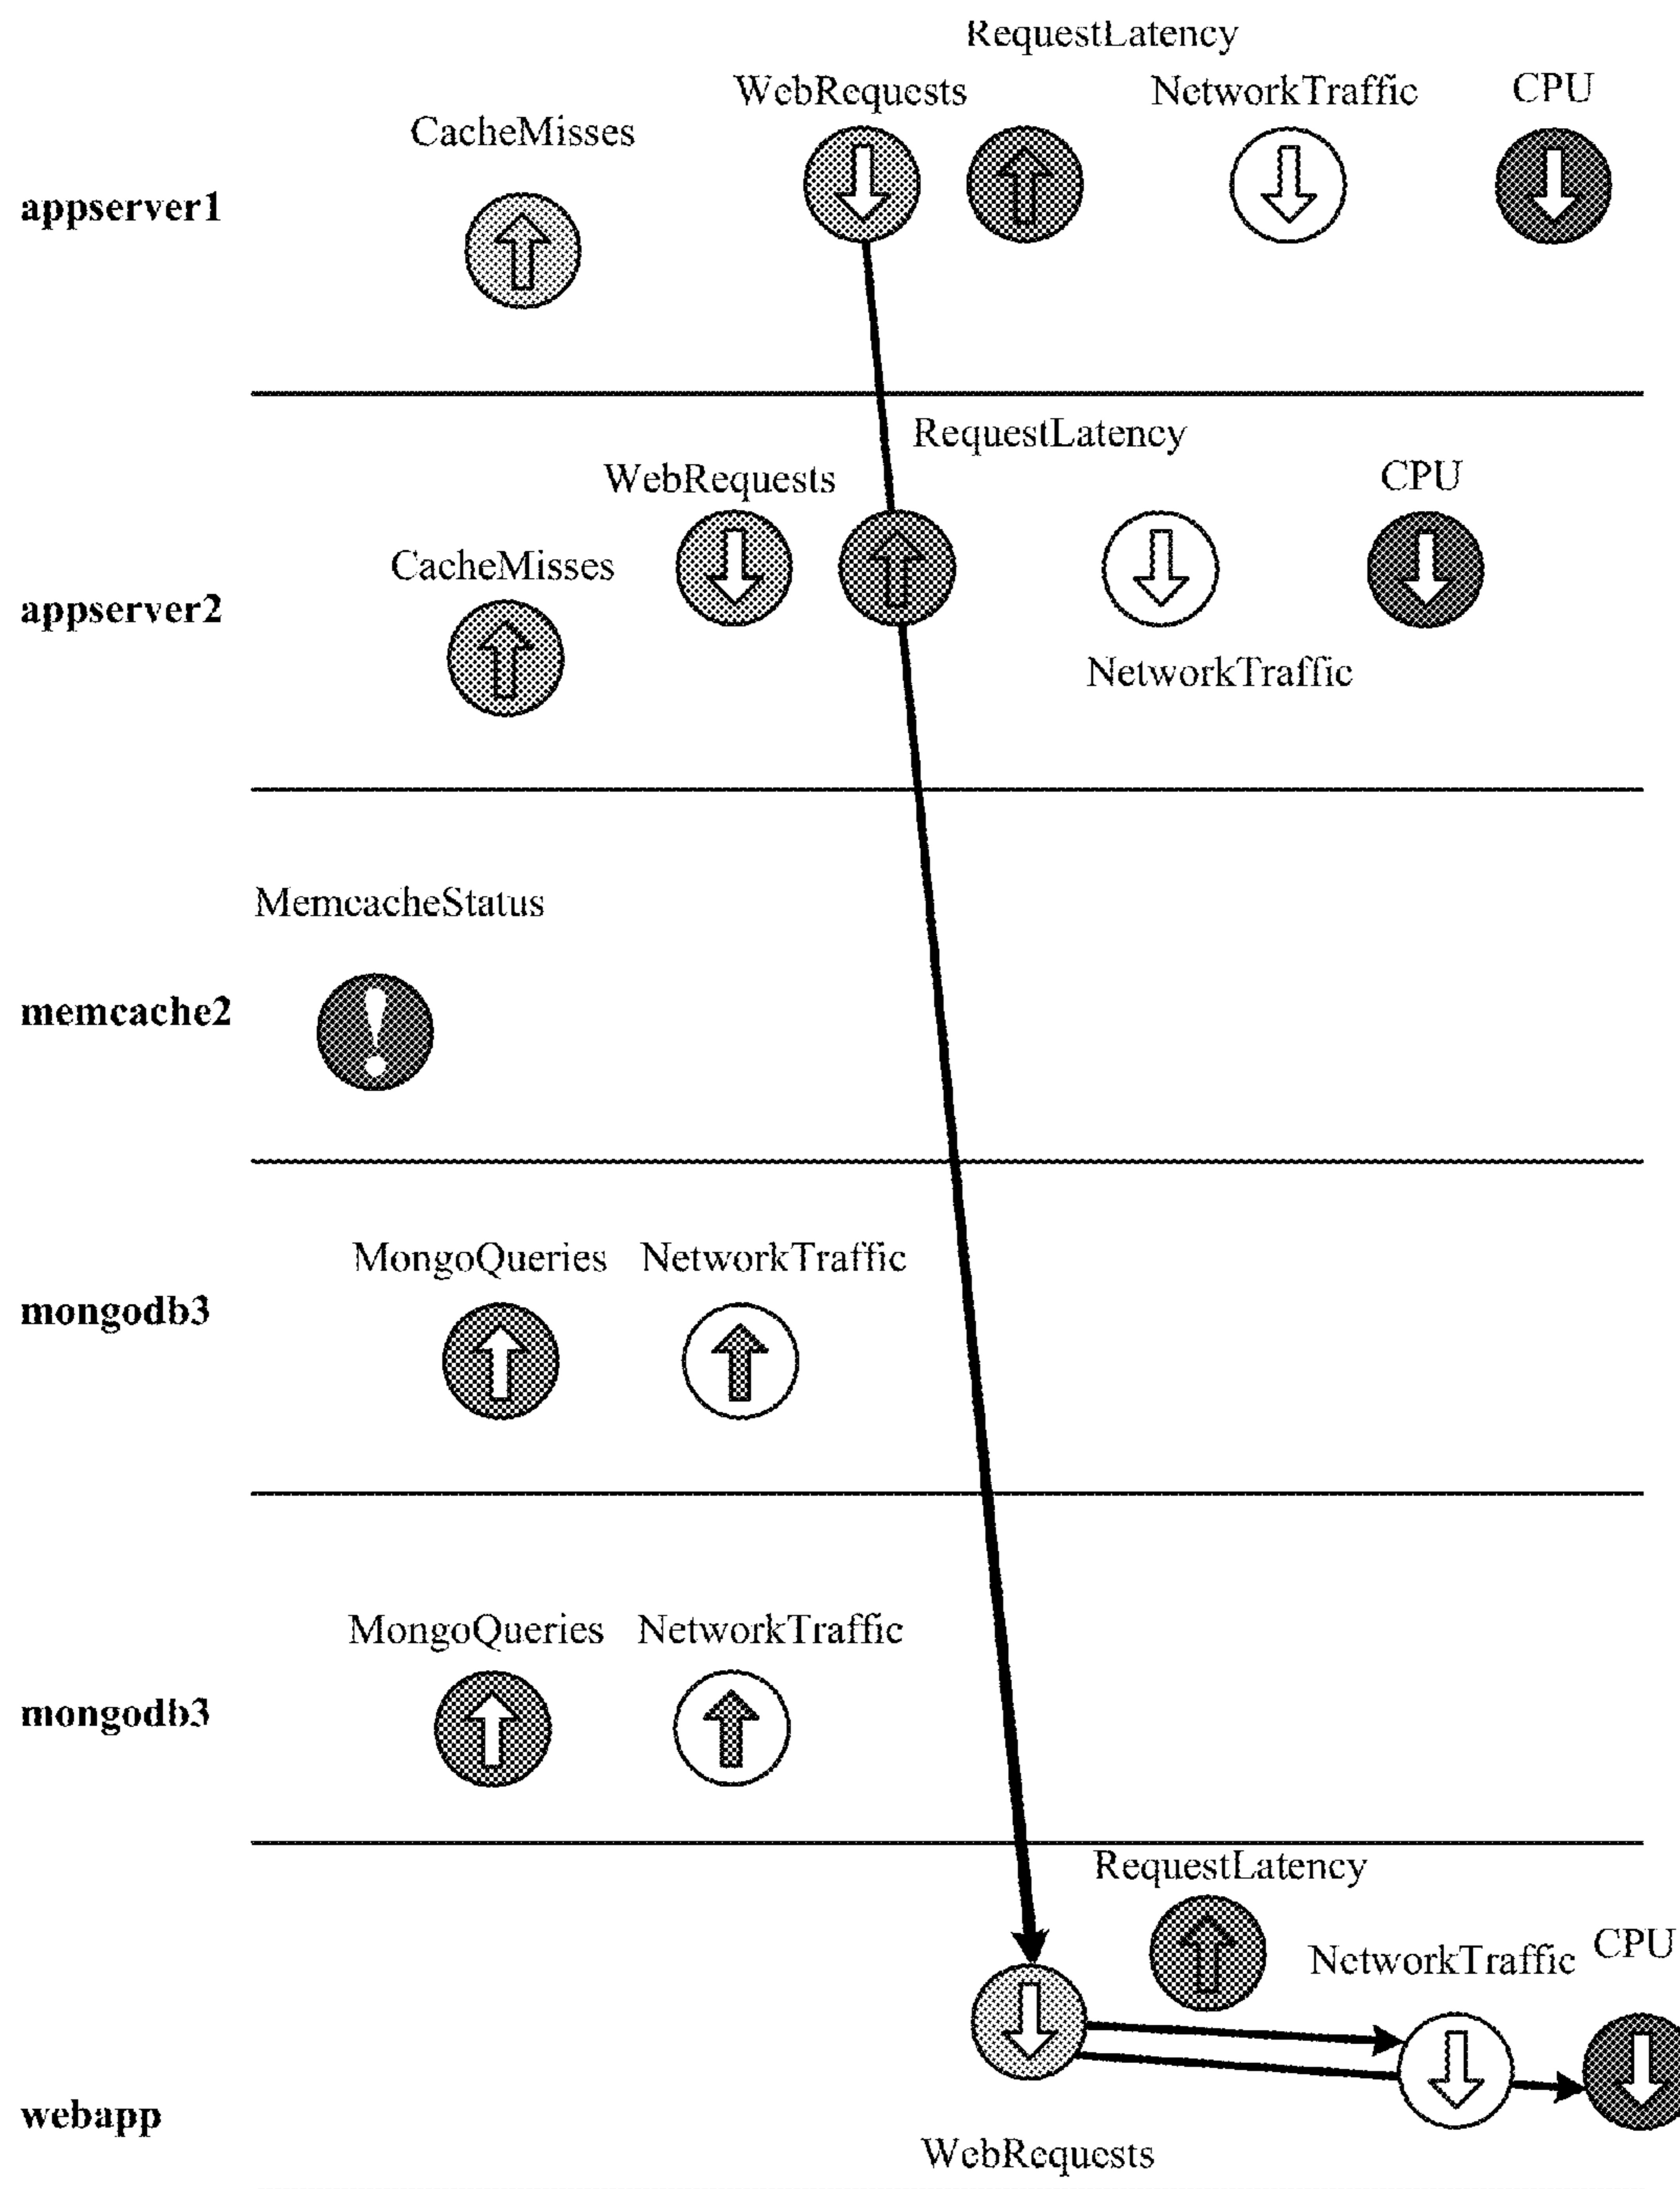 RequestLatency
WebRequests
NetworkTraffic
CPU
CacheMisses
appserver1
RequestLatency
WebRequests
CPU
CacheMisses
appserver2
NetworkTraffic
MemcacheStatus
!
memcache2
MongoQueries
NetworkTraffic
mongodb3
MongoQueries
NetworkTraffic
mongodb3
RequestLatency
NetworkTraffic
CPU
webapp
WebRequests